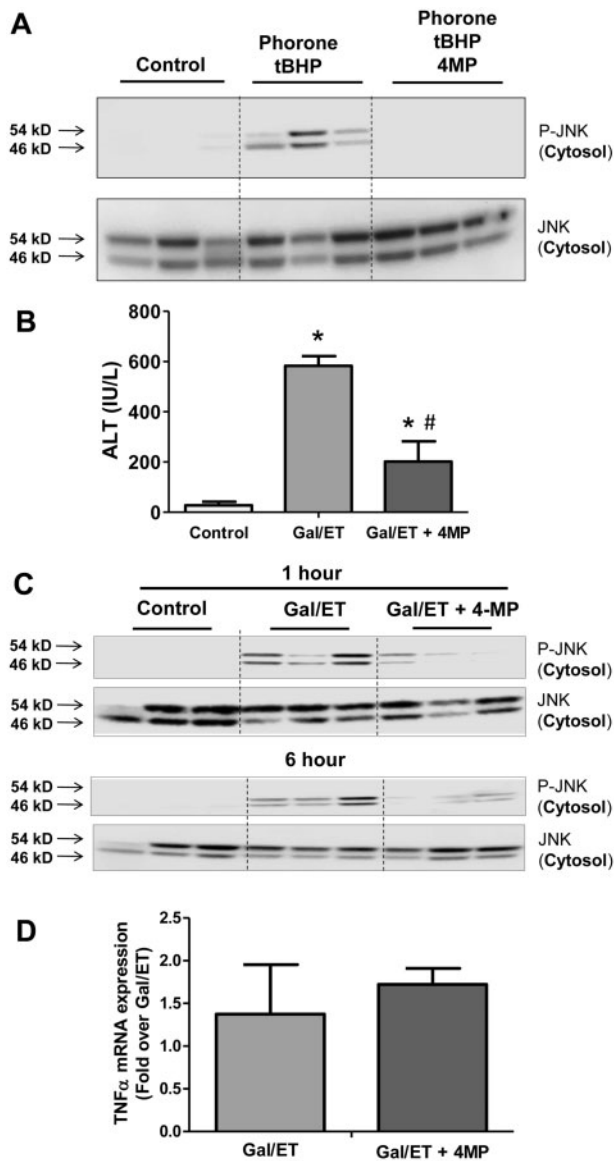 A
Control
Phorone
tBHP
Phorone
tBHP
4MP
54 kD →
46 kD →
P-JNK
(Cytosol)
54 kD →
46 kD →
JNK
(Cytosol)
B
ALT (IU/L)
800
600
400
200
0
*
* #
Control Gal/ET Gal/ET + 4MP
C
1 hour
Control Gal/ET Gal/ET + 4-MP
54 kD →
46 kD →
P-JNK
(Cytosol)
54 kD →
46 kD →
JNK
(Cytosol)
6 hour
54 kD →
46 kD →
P-JNK
(Cytosol)
54 kD →
46 kD →
JNK
(Cytosol)
D
TNFα mRNA expression
(Fold over Gal/ET)
2.5
2.0
1.5
1.0
0.5
0.0
Gal/ET Gal/ET + 4MP